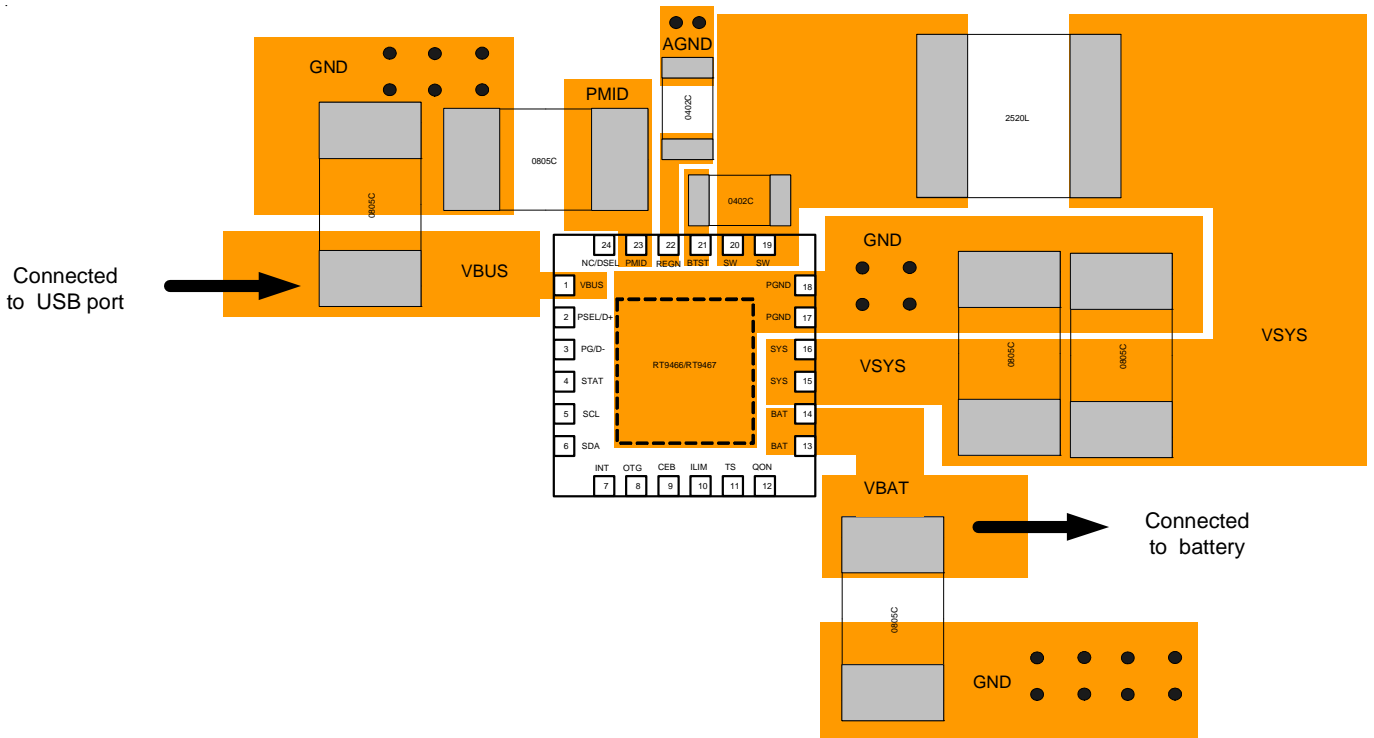 AGND
GND
PMID
0402C
2520L
0805C
0402C
0805C
24 23 22 21 20 19
NC/DSEL PMID REGN BTST SW SW
GND
Connected
to USB port
VBUS
1 VBUS
PGND 18
2 PSEL/D+
PGND 17
3 PG/D-
SYS 16
VSYS
VSYS
RT9466/RT9467
0805C
0805C
4 STAT
SYS 15
5 SCL
BAT 14
6 SDA
BAT 13
INT OTG CEB ILIM TS QON
7 8 9 10 11 12
VBAT
Connected
to battery
0805C
GND